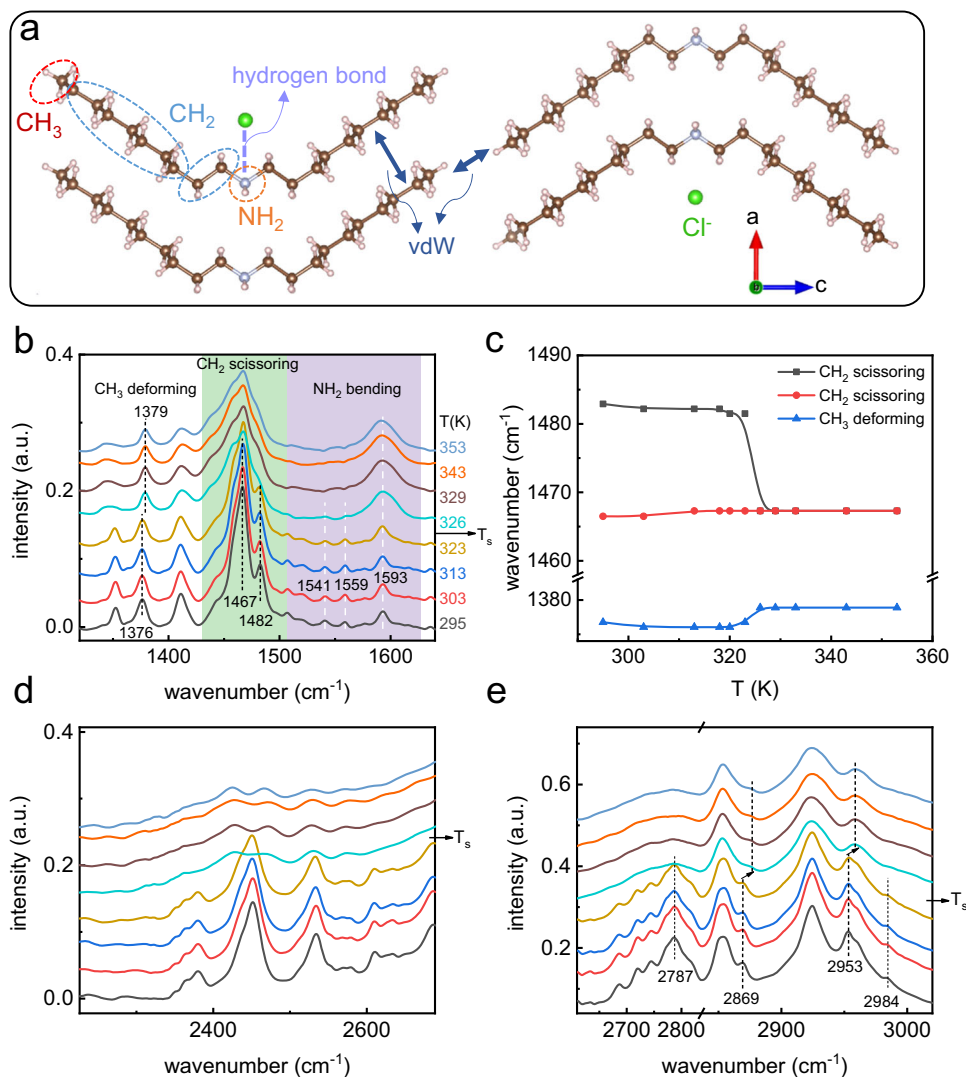 a
hydrogen bond
CH3
CH2
NH2
vdW
Cl-
a
b
c
b
0.4
0.2
0.0
intensity (a.u.)
CH2 scissoring
CH3 deforming
NH2 bending
1379
T(K)
353
343
329
326
Ts
323
313
303
295
1541
1559
1593
1467
1482
1376
1400
1500
1600
wavenumber (cm-1)
c
1490
1480
1470
1460
1380
wavenumber (cm-1)
CH2 scissoring
CH2 scissoring
CH3 deforming
300
320
340
360
T (K)
d
0.4
0.2
0.0
intensity (a.u.)
Ts
2400
2600
wavenumber (cm-1)
e
0.6
0.4
0.2
intensity (a.u.)
Ts
2787
2869
2953
2984
2700
2800
2900
3000
wavenumber (cm-1)